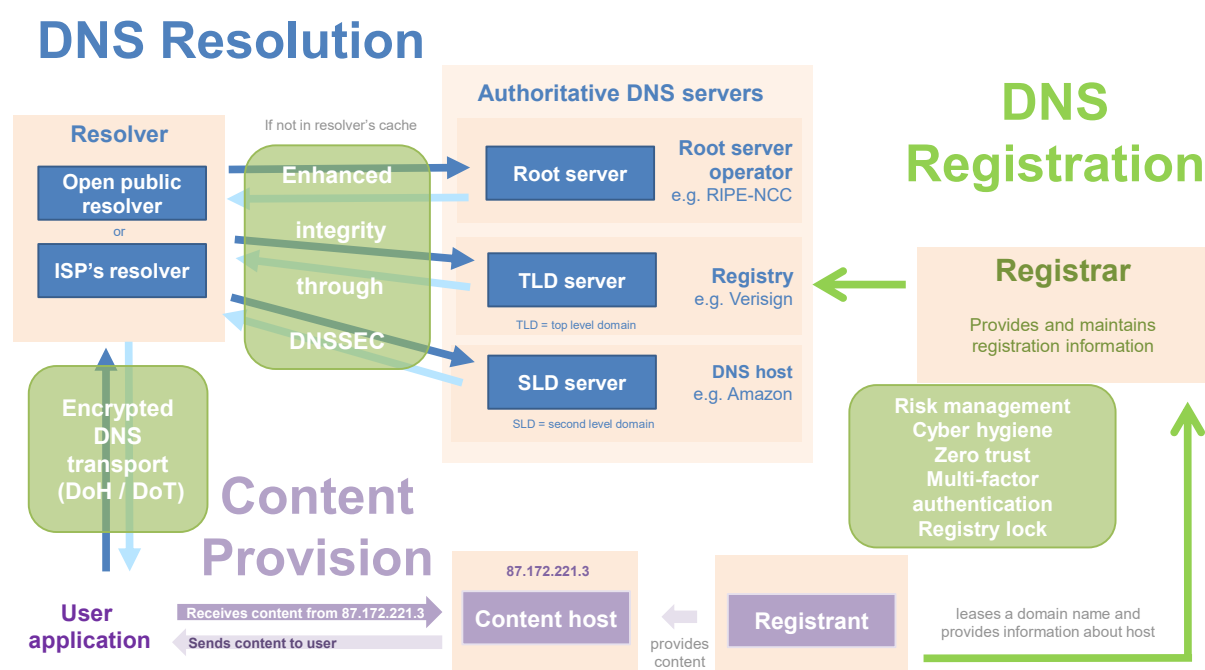 DNS Resolution
Authoritative DNS servers
DNS
Registration
Resolver
If not in resolver's cache
Open public
resolver
or
ISP's resolver
Enhanced
integrity
through
DNSSEC
Root server
Root server
operator
e.g. RIPE-NCC
TLD server
Registry
e.g. Verisign
TLD = top level domain
SLD server
DNS host
e.g. Amazon
SLD = second level domain
Registrar
Provides and maintains
registration information
Risk management
Cyber hygiene
Zero trust
Multi-factor
authentication
Registry lock
Encrypted
DNS
transport
(DoH / DoT)
Content
Provision
User
application
Receives content from 87.172.221.3
Sends content to user
87.172.221.3
Content host
provides
content
Registrant
leases a domain name and
provides information about host